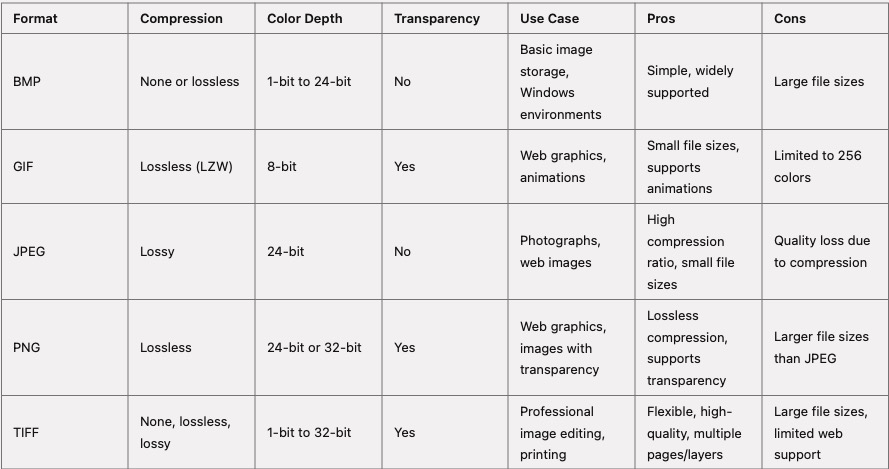 Format Compression Color Depth Transparency Use Case Pros Cons
BMP None or lossless 1-bit to 24-bit No Basic image
storage,
Windows
environments Simple, widely
supported Large file sizes
GIF Lossless (LZW) 8-bit Yes Web graphics,
animations Small file sizes,
supports
animations Limited to 256
colors
JPEG Lossy 24-bit No Photographs,
web images High
compression
ratio, small file
sizes Quality loss due
to compression
PNG Lossless 24-bit or 32-bit Yes Web graphics,
images with
transparency Lossless
compression,
supports
transparency Larger file sizes
than JPEG
TIFF None, lossless,
lossy 1-bit to 32-bit Yes Professional
image editing,
printing Flexible, high-
quality, multiple
pages/layers Large file sizes,
limited web
support